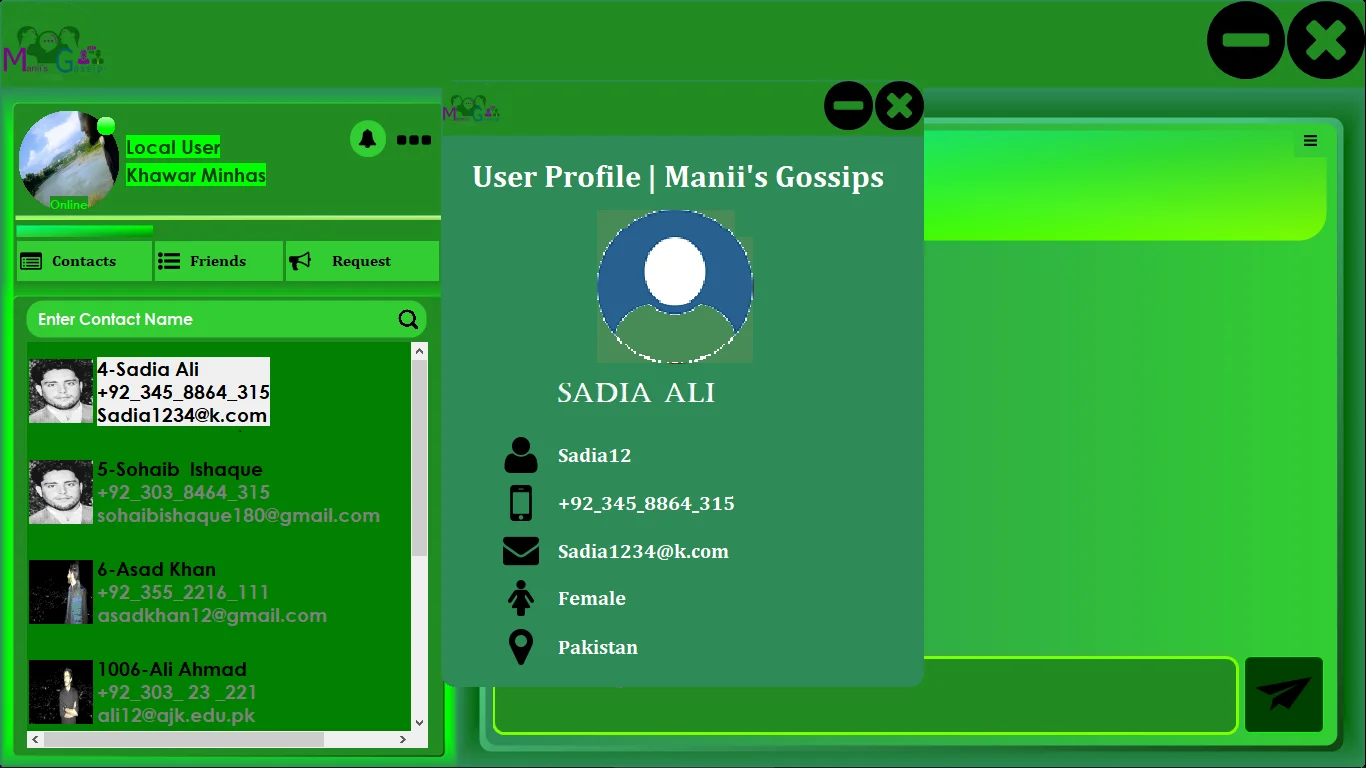 Manii's Gossip
Local User
Khawar Minhas
Online
Contacts
Friends
Request
Enter Contact Name
4-Sadia Ali
+92_345_8864_315
Sadia1234@k.com
5-Sohaib  Ishaque
+92_303_8464_315
sohaibishaque180@gmail.com
6-Asad Khan
+92_355_2216_111
asadkhan12@gmail.com
1006-Ali Ahmad
+92_303_ 23 _221
ali12@ajk.edu.pk
User Profile | Manii's Gossips
SADIA ALI
Sadia12
+92_345_8864_315
Sadia1234@k.com
Female
Pakistan